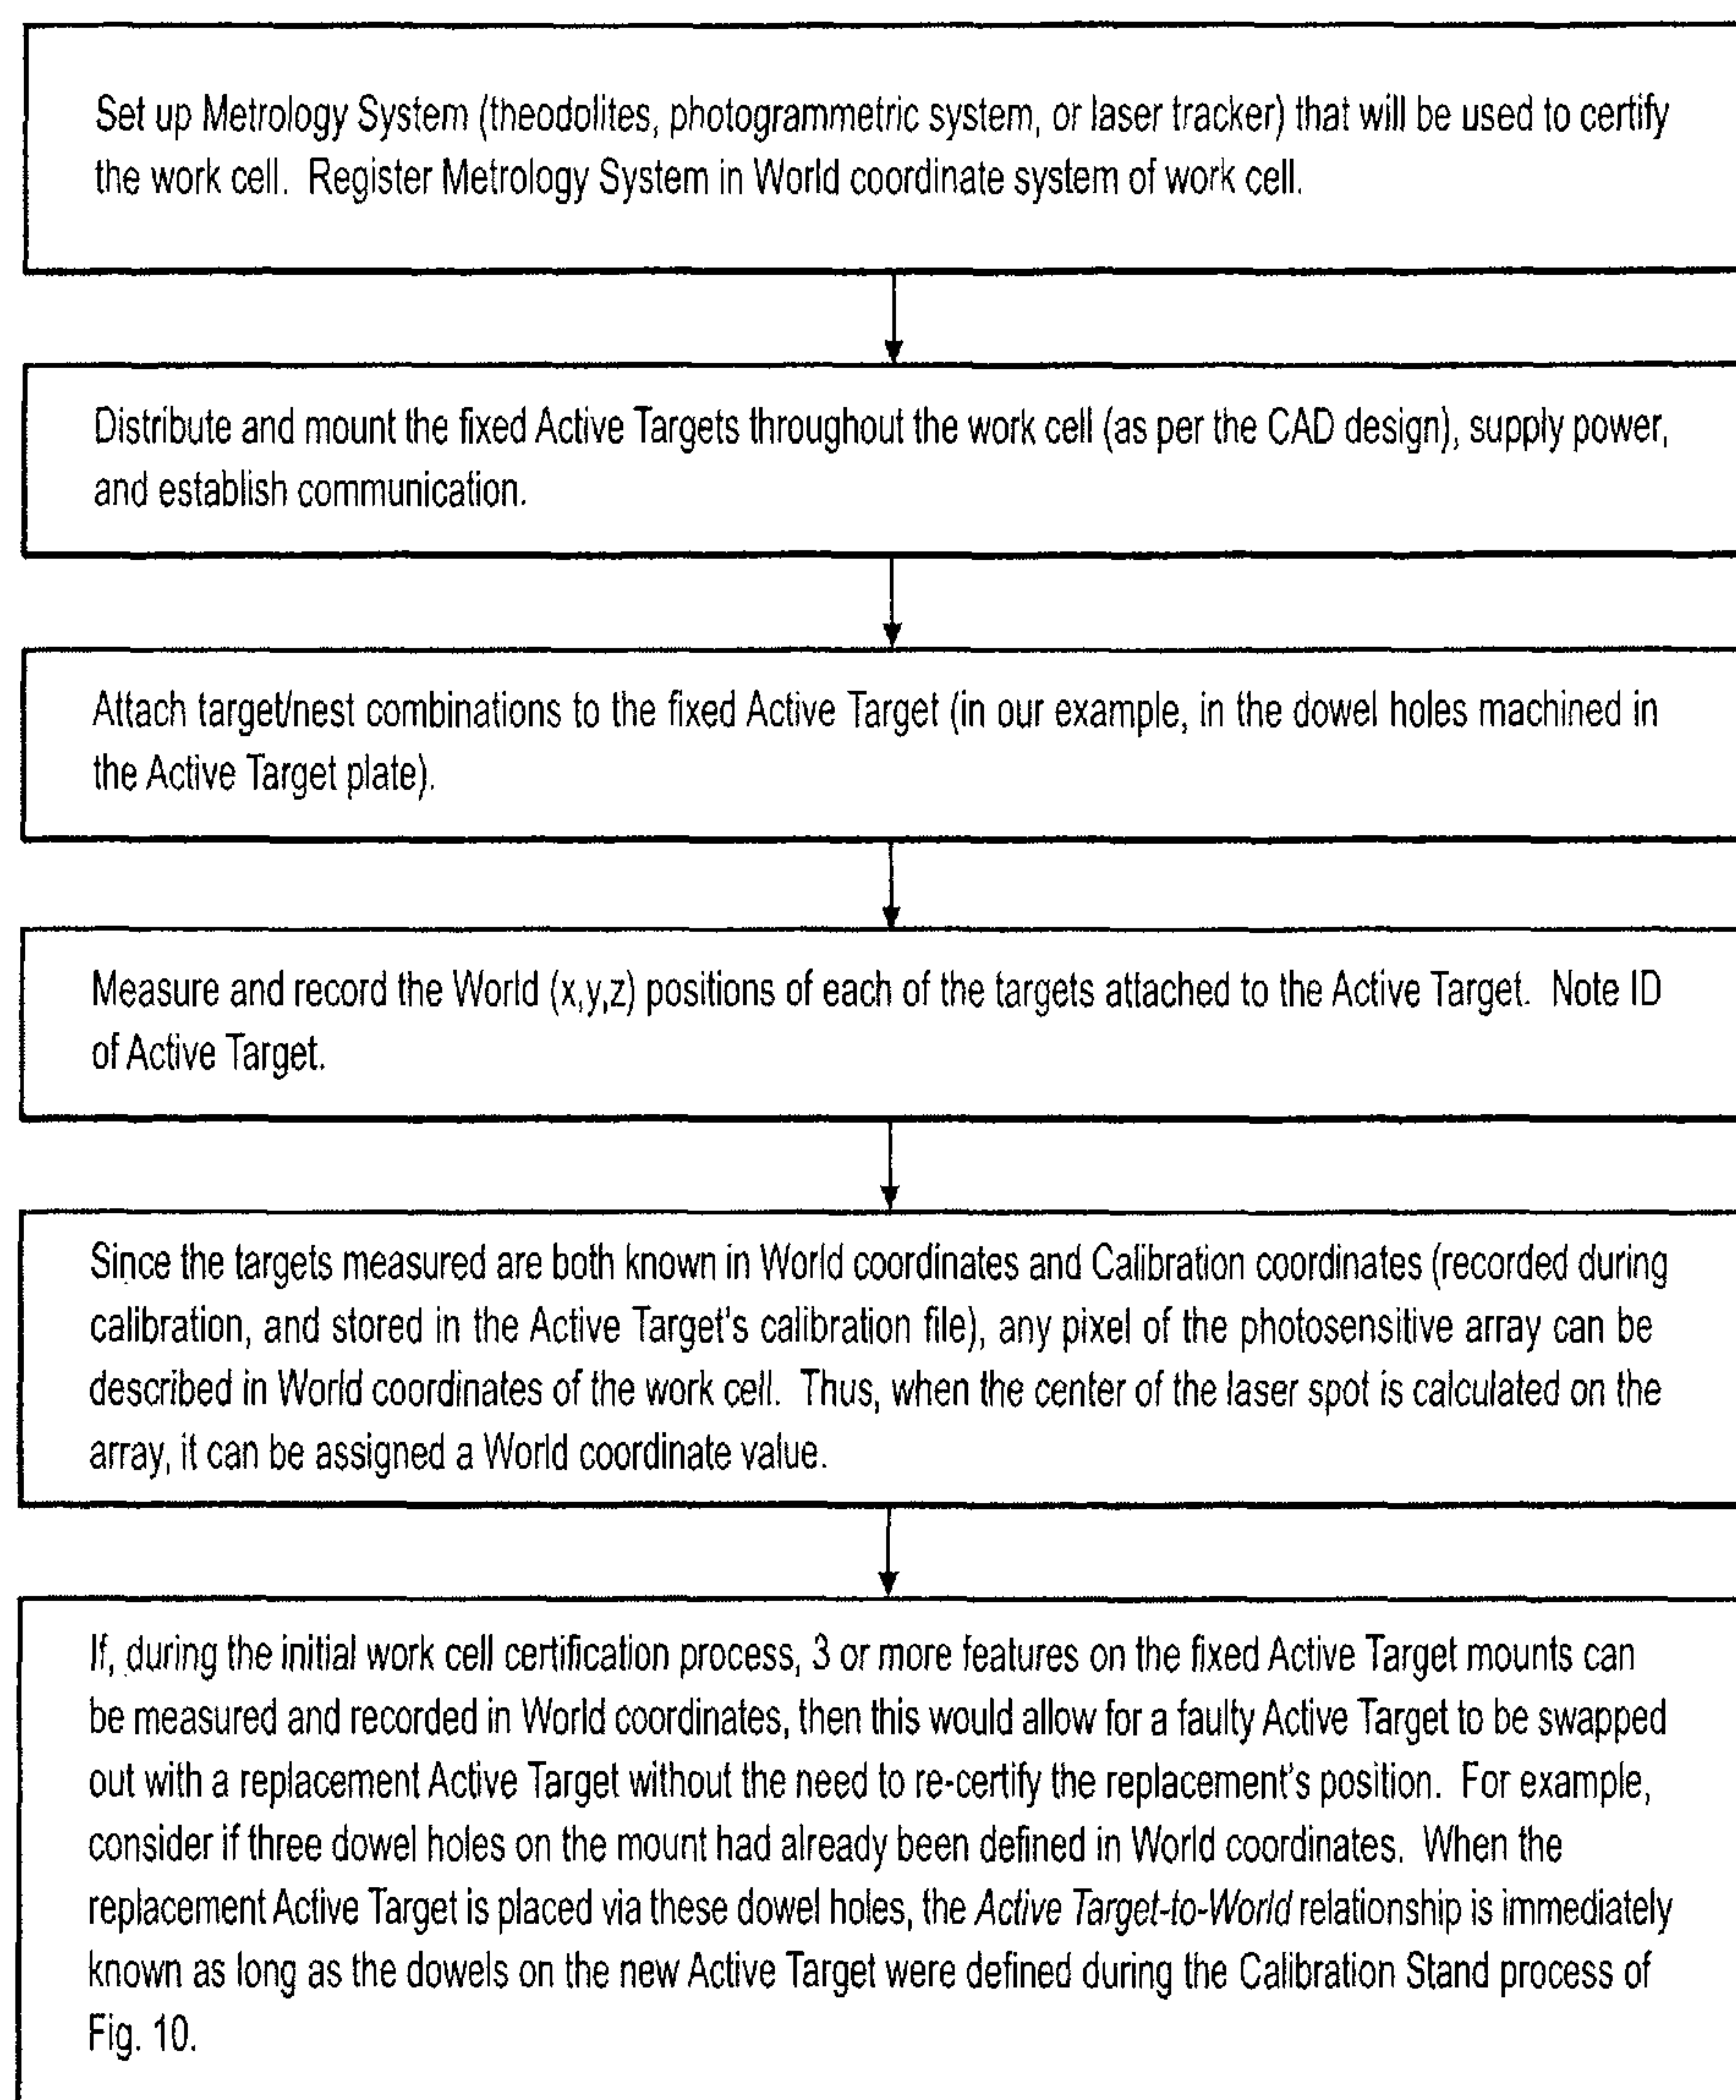 Set up Metrology System (theodolites, photogrammetric system, or laser tracker) that will be used to certify
the work cell. Register Metrology System in World coordinate system of work cell.
Distribute and mount the fixed Active Targets throughout the work cell (as per the CAD design), supply power,
and establish communication.
Attach target/nest combinations to the fixed Active Target (in our example, in the dowel holes machined in
the Active Target plate).
Measure and record the World (x,y,z) positions of each of the targets attached to the Active Target. Note ID
of Active Target.
Since the targets measured are both known in World coordinates and Calibration coordinates (recorded during
calibration, and stored in the Active Target's calibration file), any pixel of the photosensitive array can be
described in World coordinates of the work cell. Thus, when the center of the laser spot is calculated on the
array, it can be assigned a World coordinate value.
If, during the initial work cell certification process, 3 or more features on the fixed Active Target mounts can
be measured and recorded in World coordinates, then this would allow for a faulty Active Target to be swapped
out with a replacement Active Target without the need to re-certify the replacement's position. For example,
consider if three dowel holes on the mount had already been defined in World coordinates. When the
replacement Active Target is placed via these dowel holes, the Active Target-to-World relationship is immediately
known as long as the dowels on the new Active Target were defined during the Calibration Stand process of
Fig. 10.